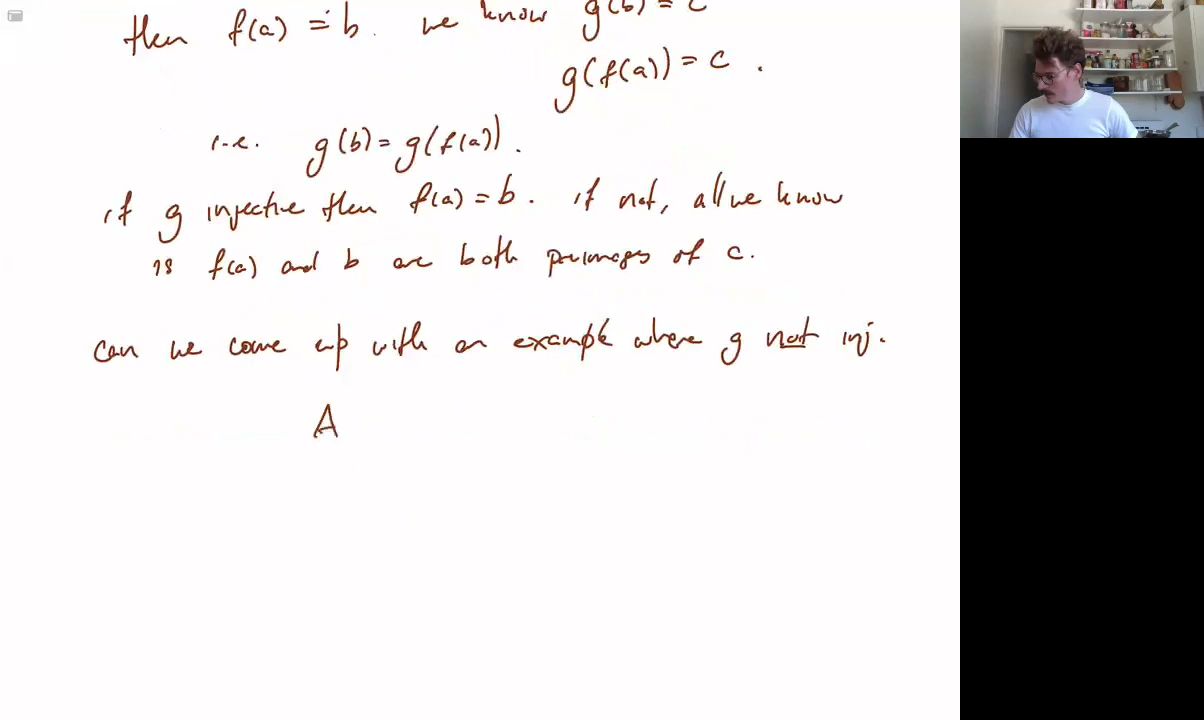 then f(a) = b. we know g(b) = c
g(f(a)) = c .
i.e. g(b) = g(f(a)) .
if g injective then f(a) = b. if not, all we know
is f(a) and b are both preimages of c.
can we come up with an example where g not inj.
A